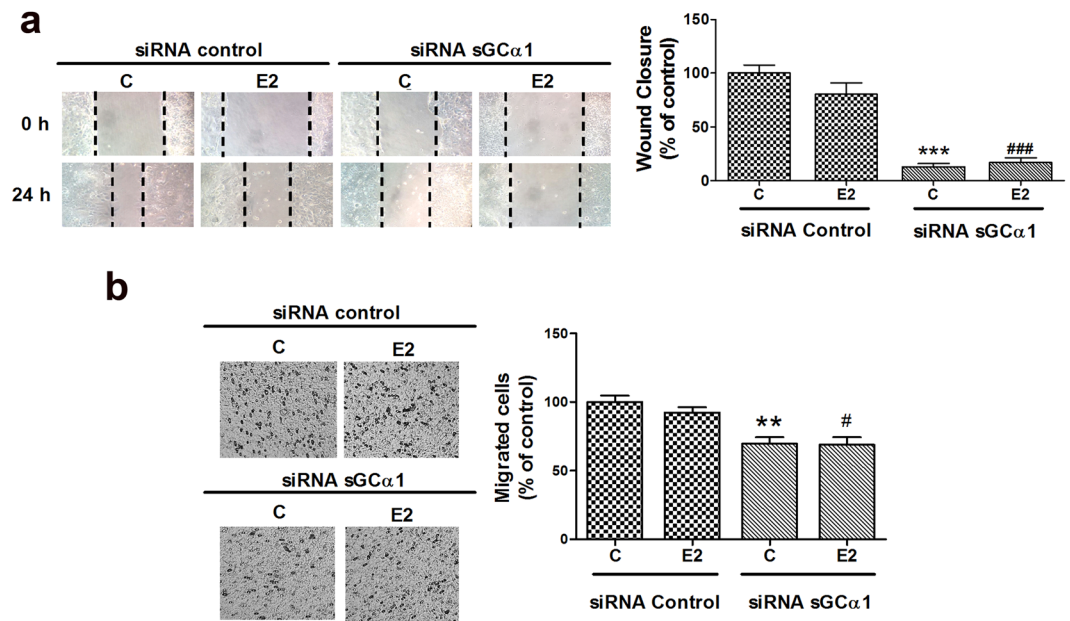 a
siRNA control
siRNA sGCα1
C
E2
C
E2
0 h
24 h
Wound Closure
(% of control)
150
100
50
0
***
###
C
E2
C
E2
siRNA Control
siRNA sGCα1
b
siRNA control
C
E2
siRNA sGCα1
C
E2
Migrated cells
(% of control)
150
100
50
0
**
#
C
E2
C
E2
siRNA Control
siRNA sGCα1